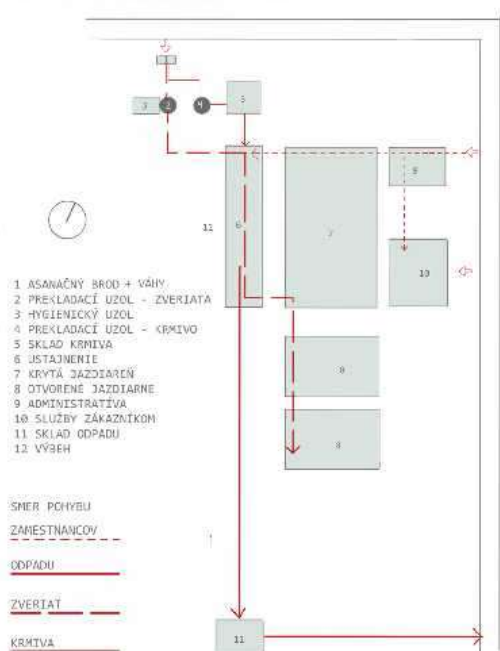 3
2
4
5
11
6
7
9
10
8
8
1 ASANAČNÝ BROD + VÁHY
2 PREKLADACÍ UZOL - ZVERIATA
3 HYGIENICKÝ UZOL
4 PREKLADACÍ UZOL - KRMIVO
5 SKLAD KRMIVA
6 USTAJNENIE
7 KRYTÁ JAZDIAREŇ
8 OTVORENÉ JAZDIARNE
9 ADMINISTRATÍVA
10 SLUŽBY ZÁKAZNÍKOM
11 SKLAD ODPADU
12 VÝBEH
SMER POHYBU
ZAMESTNANCOV
ODPADU
ZVERIAT
KRMIVA
11